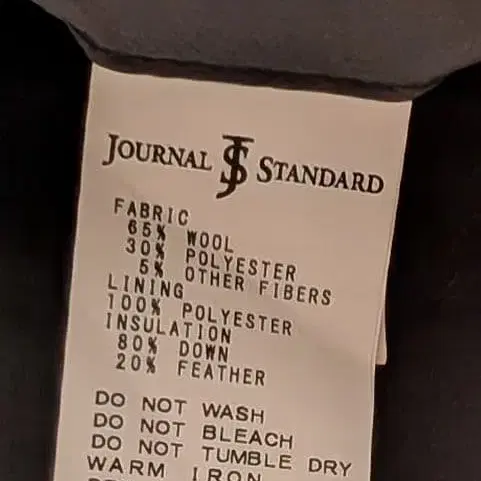 JOURNAL JS STANDARD
FABRIC
65% WOOL
30% POLYESTER
5% OTHER FIBERS
LINING
100% POLYESTER
INSULATION
80% DOWN
20% FEATHER
DO NOT WASH
DO NOT BLEACH
DO NOT TUMBLE DRY
WARM IRON